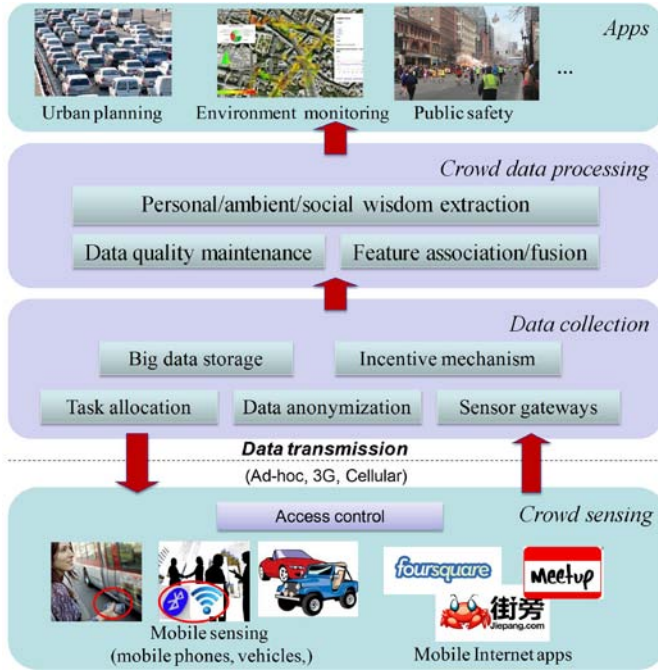 Apps
Urban planning
Environment monitoring
Public safety
...
Crowd data processing
Personal/ambient/social wisdom extraction
Data quality maintenance
Feature association/fusion
Data collection
Big data storage
Incentive mechanism
Task allocation
Data anonymization
Sensor gateways
Data transmission
(Ad-hoc, 3G, Cellular)
Access control
Crowd sensing
foursquare
Meetup
街旁
Jiepang.com
Mobile sensing
(mobile phones, vehicles,)
Mobile Internet apps